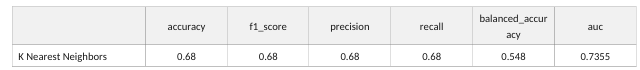 accuracy f1_score precision recall balanced_accur
acy auc
K Nearest Neighbors 0.68 0.68 0.68 0.68 0.548 0.7355